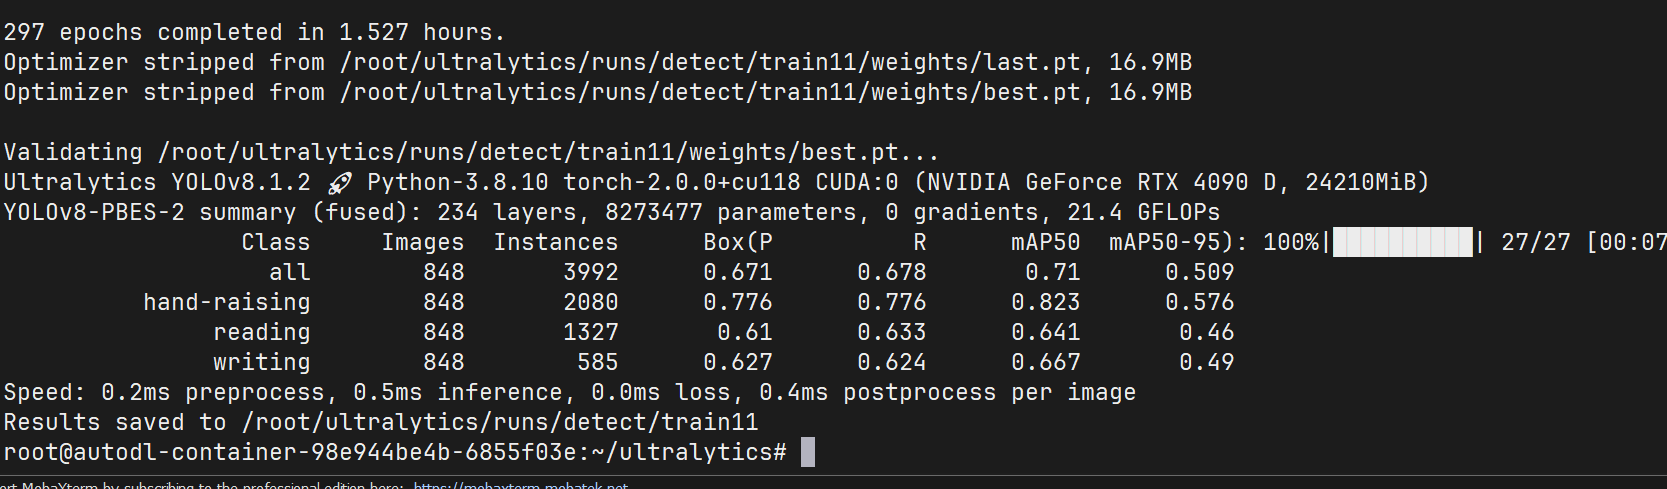 297 epochs completed in 1.527 hours.
Optimizer stripped from /root/ultralytics/runs/detect/train11/weights/last.pt, 16.9MB
Optimizer stripped from /root/ultralytics/runs/detect/train11/weights/best.pt, 16.9MB
Validating /root/ultralytics/runs/detect/train11/weights/best.pt...
Ultralytics YOLOv8.1.2 🚀 Python-3.8.10 torch-2.0.0+cu118 CUDA:0 (NVIDIA GeForce RTX 4090 D, 24210MiB)
YOLOv8-PBES-2 summary (fused): 234 layers, 8273477 parameters, 0 gradients, 21.4 GFLOPs
Class Images Instances Box(P R mAP50 mAP50-95): 100%|██████████| 27/27 [00:07
all 848 3992 0.671 0.678 0.71 0.509
hand-raising 848 2080 0.776 0.776 0.823 0.576
reading 848 1327 0.61 0.633 0.641 0.46
writing 848 585 0.627 0.624 0.667 0.49
Speed: 0.2ms preprocess, 0.5ms inference, 0.0ms loss, 0.4ms postprocess per image
Results saved to /root/ultralytics/runs/detect/train11
root@autodl-container-98e944be4b-6855f03e:~/ultralytics#
ort MobaXterm by subscribing to the professional edition here: https://mobaxterm.mobatek.net